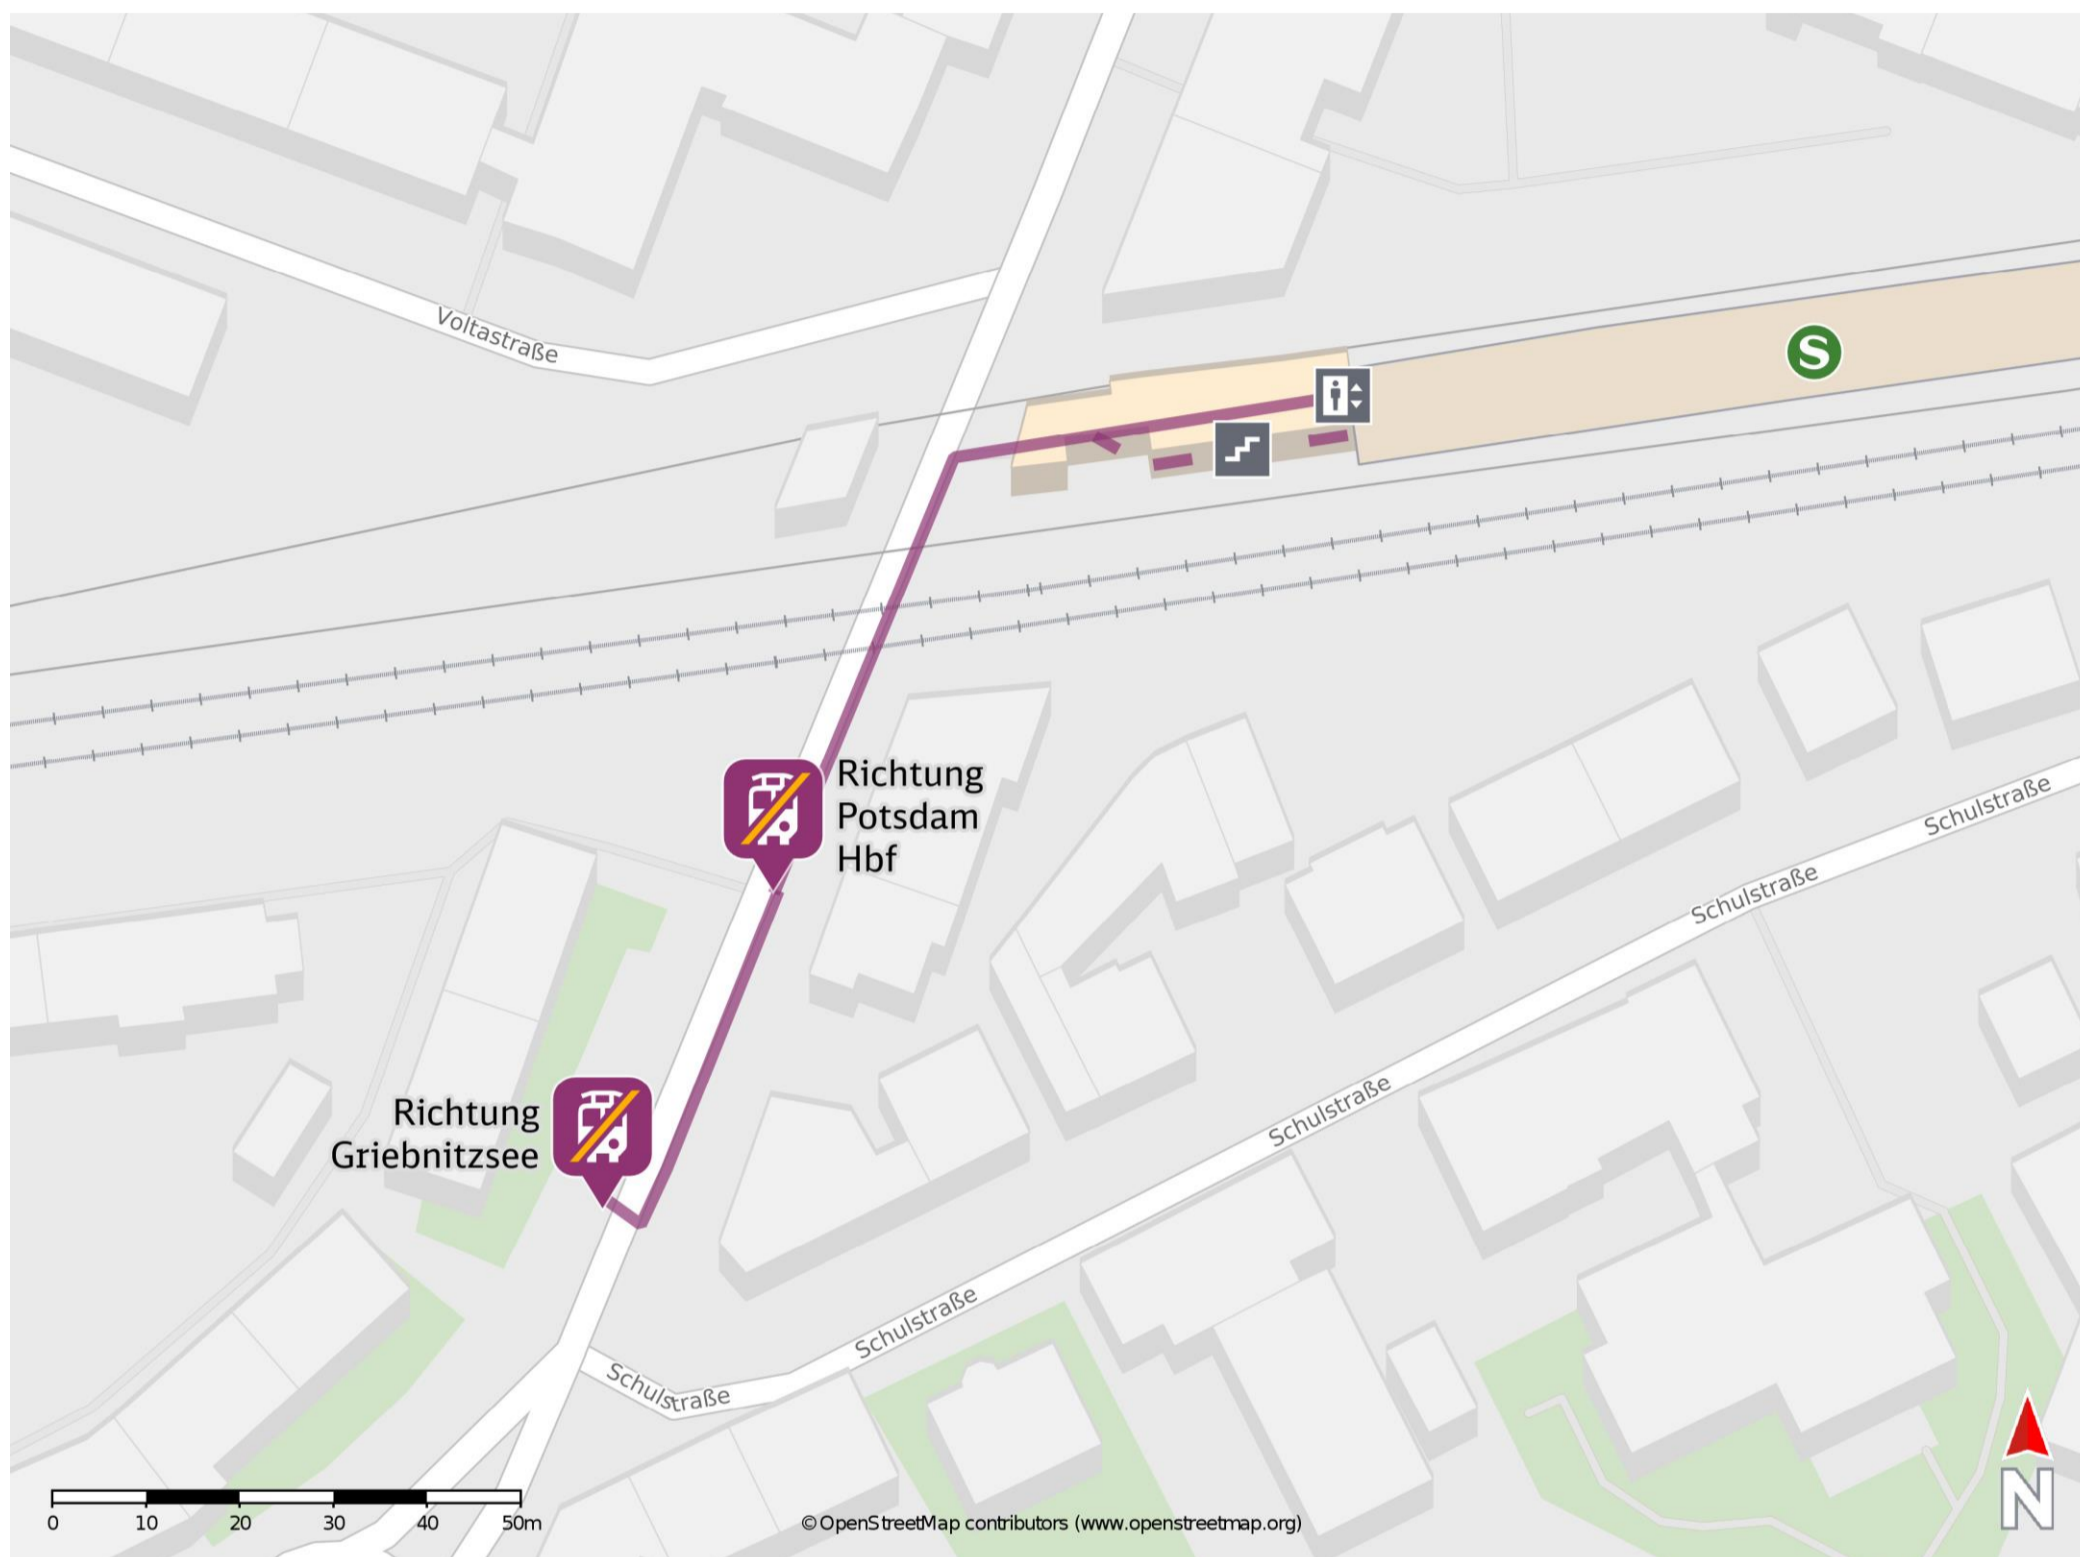 Voltastraße
S
Richtung
Potsdam
Hbf
Schulstraße
Schulstraße
Richtung
Griebnitzsee
Schulstraße
Schulstraße
Schulstraße
N
0 10 20 30 40 50m
© OpenStreetMap contributors (www.openstreetmap.org)